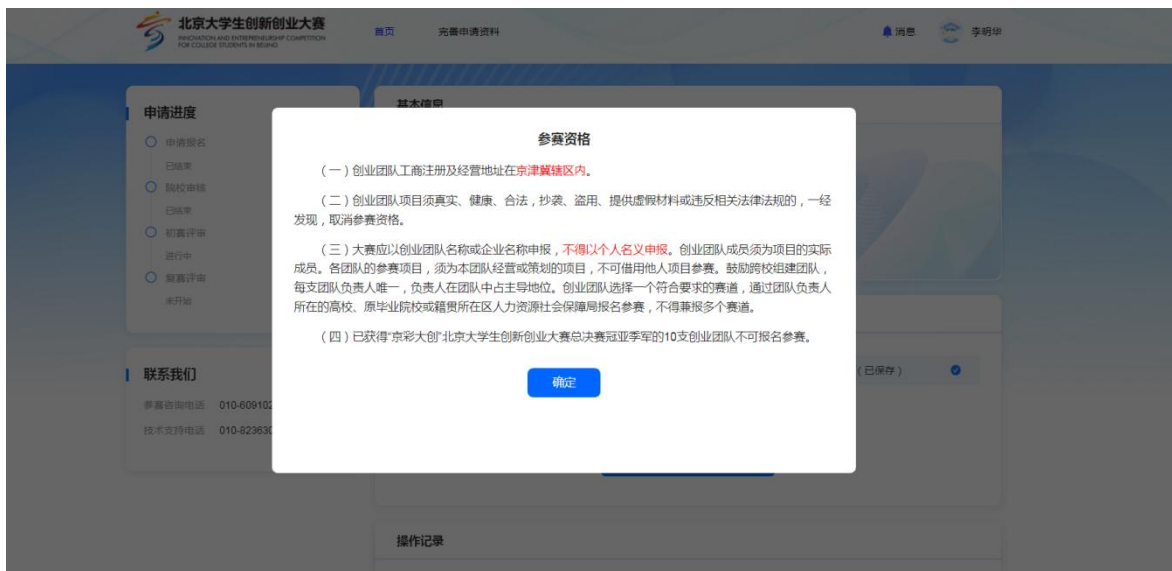 北京大学生创新创业大赛
INNOVATION AND ENTREPRENEURSHIP COMPETITION
FOR COLLEGE STUDENTS IN BEIJING
首页
完善申请资料
消息
李明华
申请进度
申请报名
已结束
院校审核
已结束
初赛评审
进行中
复赛评审
未开始
联系我们
参赛咨询电话 010-609102
技术支持电话 010-823630
基本信息
参赛资格
（一）创业团队工商注册及经营地址在京津冀辖区内。
（二）创业团队项目须真实、健康、合法，抄袭、盗用、提供虚假材料或违反相关法律法规的，一经
发现，取消参赛资格。
（三）大赛应以创业团队名称或企业名称申报，不得以个人名义申报。创业团队成员须为项目的实际
成员。各团队的参赛项目，须为本团队经营或策划的项目，不可借用他人项目参赛。鼓励跨校组建团队，
每支团队负责人唯一，负责人在团队中占主导地位。创业团队选择一个符合要求的赛道，通过团队负责人
所在的高校、原毕业院校或籍贯所在区人力资源社会保障局报名参赛，不得兼报多个赛道。
（四）已获得“京彩大创”北京大学生创新创业大赛总决赛冠亚季军的10支创业团队不可报名参赛。
确定
（已保存）
操作记录